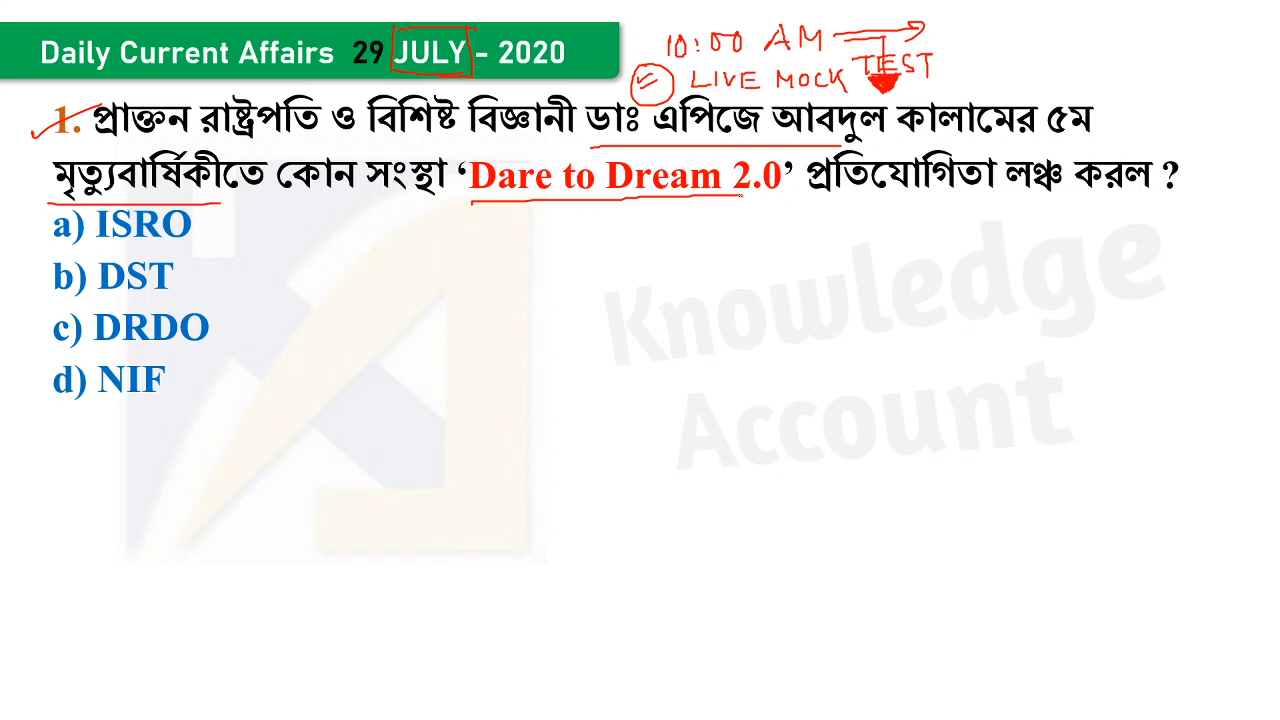 Daily Current Affairs 29 JULY - 2020
10:00 AM
LIVE MOCK TEST
1. প্রাক্তন রাষ্ট্রপতি ও বিশিষ্ট বিজ্ঞানী ডাঃ এপিজে আবদুল কালামের ৫ম
মৃত্যুবার্ষিকীতে কোন সংস্থা ‘Dare to Dream 2.0’ প্রতিযোগিতা লঞ্চ করল ?
a) ISRO
b) DST
c) DRDO
d) NIF
Knowledge
Account